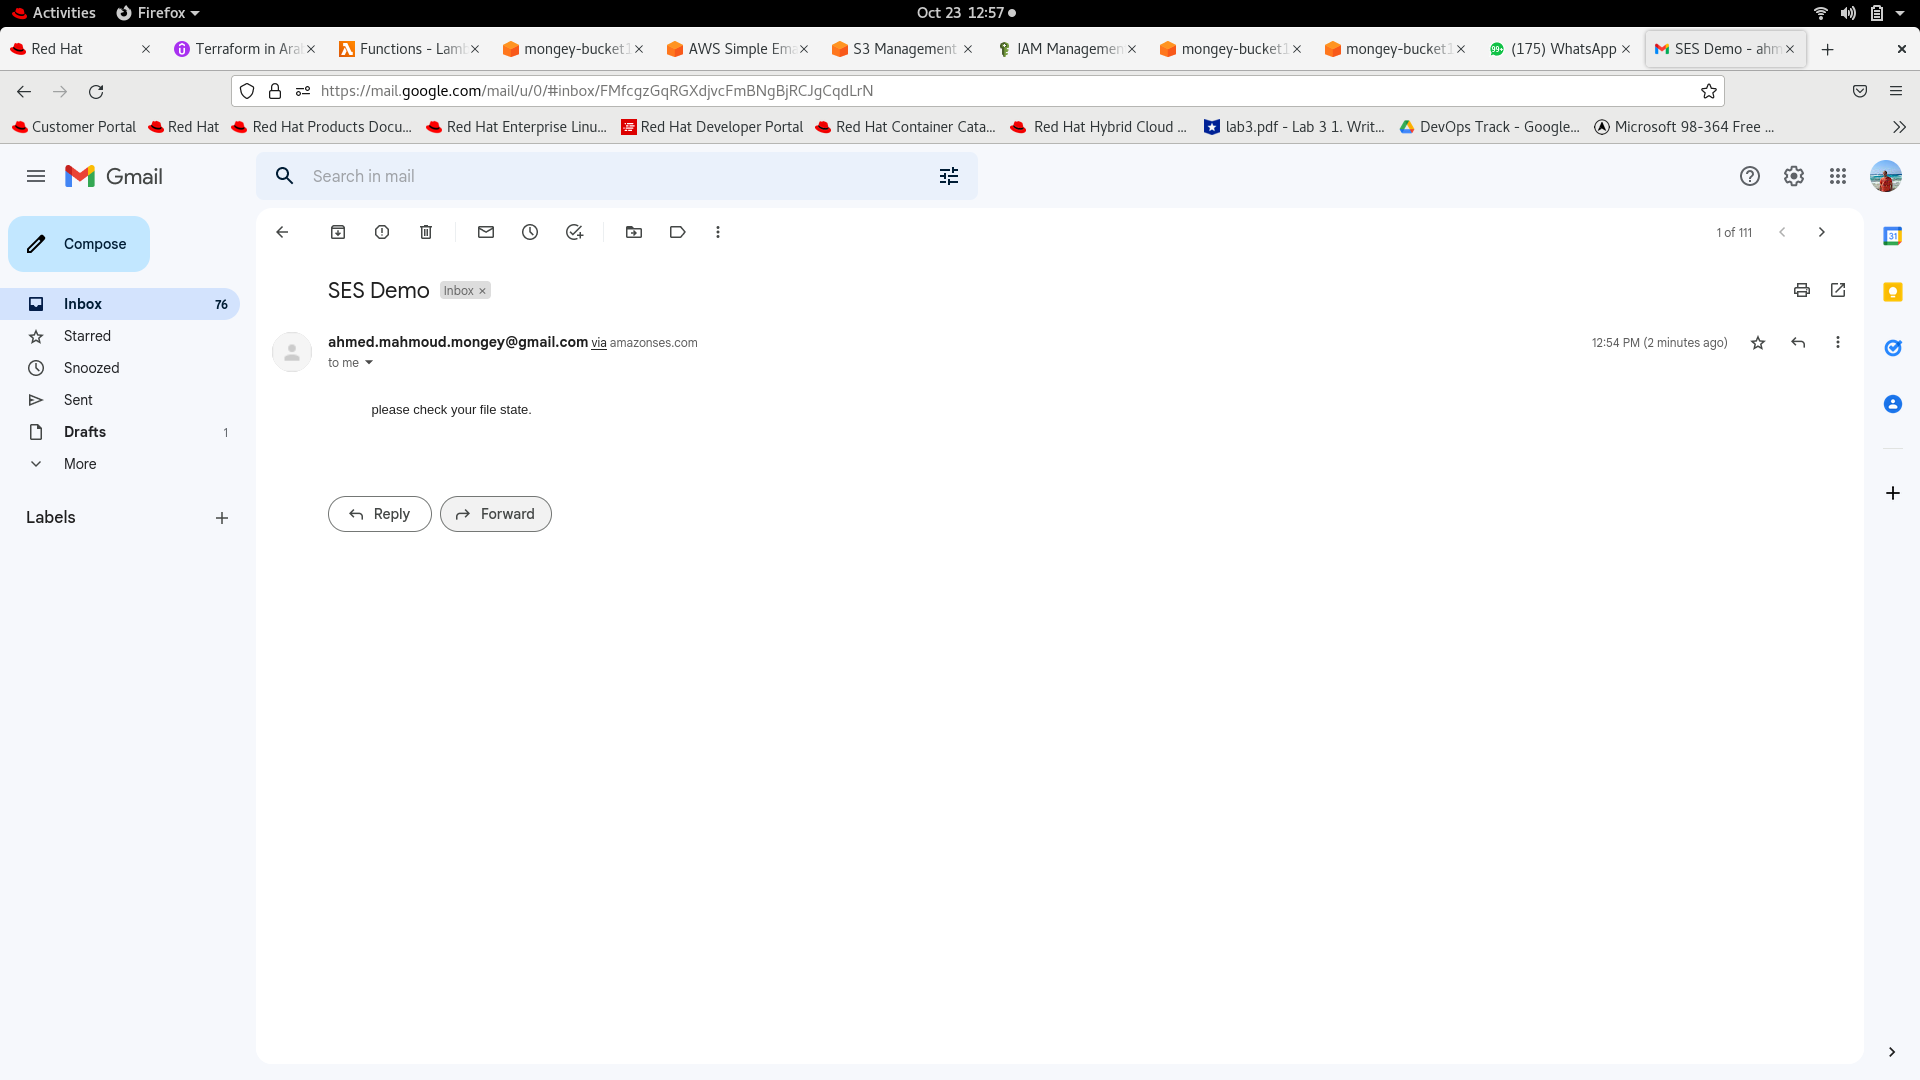 Activities Firefox Oct 23 12:57
Red Hat Terraform in Ara Functions - Lamb mongey-bucket1 AWS Simple Ema S3 Management IAM Managemen mongey-bucket1 mongey-bucket1 99+ (175) WhatsApp SES Demo - ahm
https://mail.google.com/mail/u/0/#inbox/FMfcgzGqRGXdjvcFmBNgBjRCJgCqdLrN
Customer Portal Red Hat Red Hat Products Docu... Red Hat Enterprise Linu... Red Hat Developer Portal Red Hat Container Cata... Red Hat Hybrid Cloud ... lab3.pdf - Lab 3 1. Writ... DevOps Track - Google... Microsoft 98-364 Free ...
Gmail Search in mail
Compose
1 of 111
31
Inbox 76
Starred
Snoozed
Sent
Drafts 1
More
Labels
SES Demo Inbox ×
ahmed.mahmoud.mongey@gmail.com via amazonses.com 12:54 PM (2 minutes ago)
to me
please check your file state.
Reply Forward